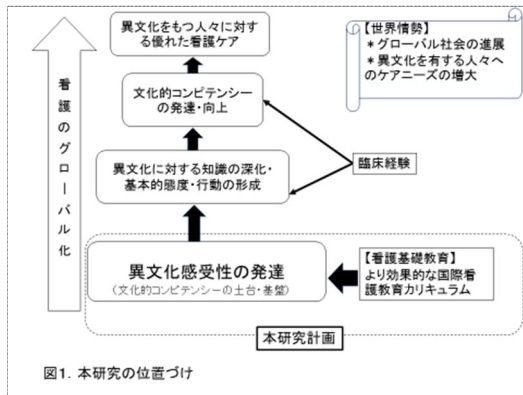 異文化をもつ人々に対す
る優れた看護ケア
【世界情勢】
＊グローバル社会の進展
＊異文化を有する人々へ
のケアニーズの増大
看護のグローバル化
文化的コンピテンシー
の発達・向上
臨床経験
異文化に対する知識の深化・
基本的態度・行動の形成
異文化感受性の発達
(文化的コンピテンシーの土台・基盤)
【看護基礎教育】
より効果的な国際看
護教育カリキュラム
本研究計画
図1. 本研究の位置づけ